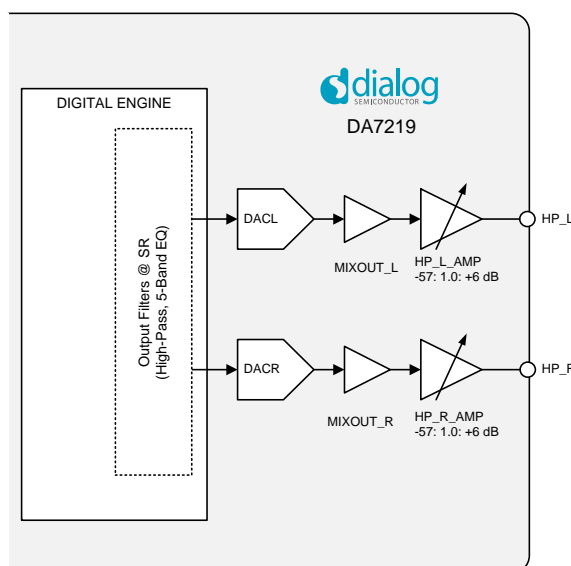 dialog
SEMICONDUCTOR
DA7219
DIGITAL ENGINE
Output Filters @ SR
(High-Pass, 5-Band EQ)
DACL
MIXOUT_L
HP_L_AMP
-57: 1.0: +6 dB
HP_L
DACR
MIXOUT_R
HP_R_AMP
-57: 1.0: +6 dB
HP_R